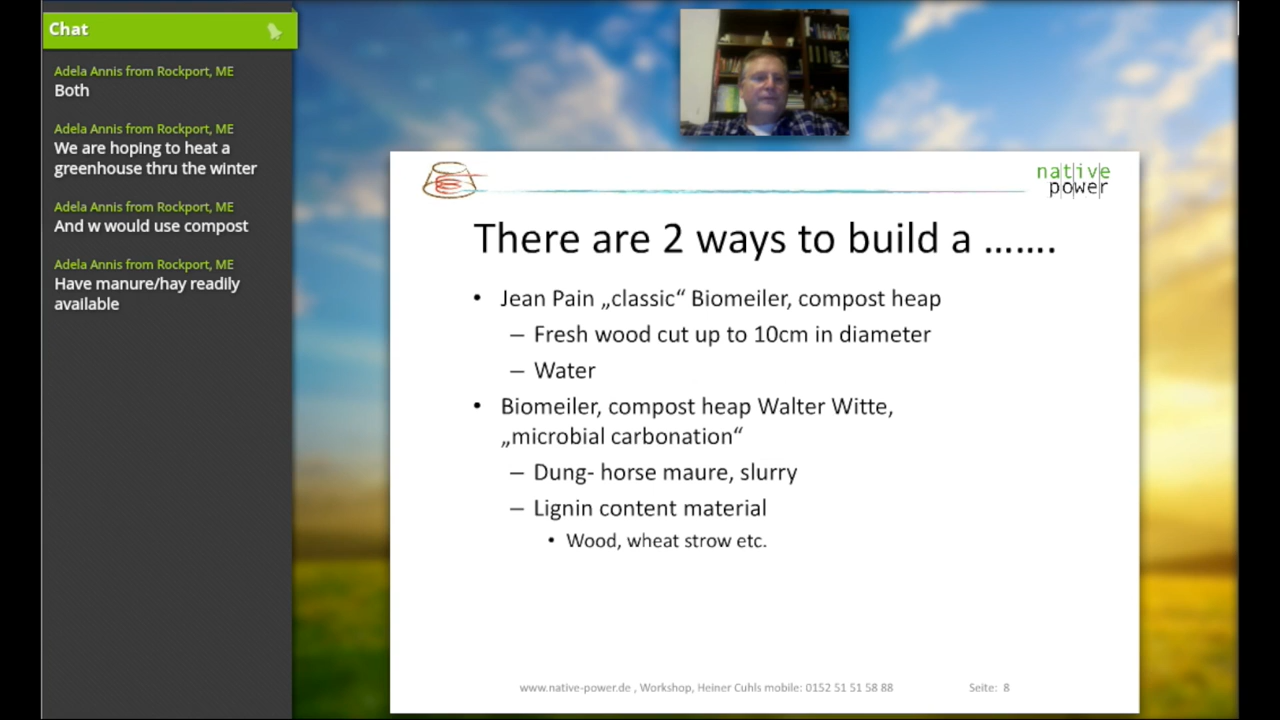 Chat
Adela Annis from Rockport, ME
Both
Adela Annis from Rockport, ME
We are hoping to heat a
greenhouse thru the winter
Adela Annis from Rockport, ME
And w would use compost
Adela Annis from Rockport, ME
Have manure/hay readily
available
native
power
There are 2 ways to build a …….
• Jean Pain „classic“ Biomeiler, compost heap
– Fresh wood cut up to 10cm in diameter
– Water
• Biomeiler, compost heap Walter Witte,
„microbial carbonation“
– Dung- horse maure, slurry
– Lignin content material
• Wood, wheat strow etc.
www.native-power.de , Workshop, Heiner Cuhls mobile: 0152 51 51 58 88
Seite: 8